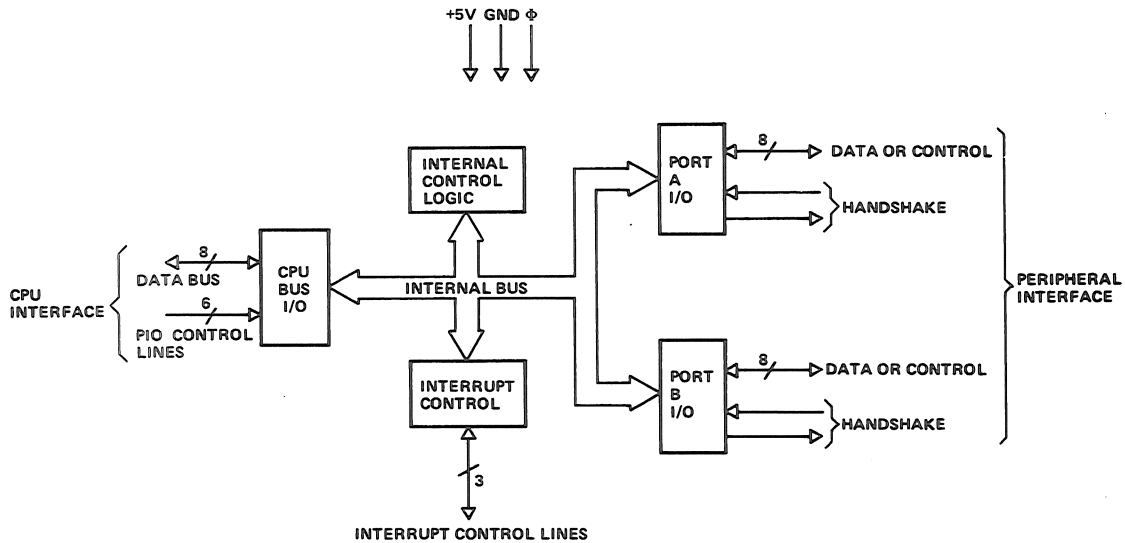 +5V GND Φ
INTERNAL
CONTROL
LOGIC
PORT
A
I/O
8
DATA OR CONTROL
HANDSHAKE
CPU
INTERFACE
8
DATA BUS
6
PIO CONTROL
LINES
CPU
BUS
I/O
INTERNAL BUS
PERIPHERAL
INTERFACE
INTERRUPT
CONTROL
PORT
B
I/O
8
DATA OR CONTROL
HANDSHAKE
3
INTERRUPT CONTROL LINES